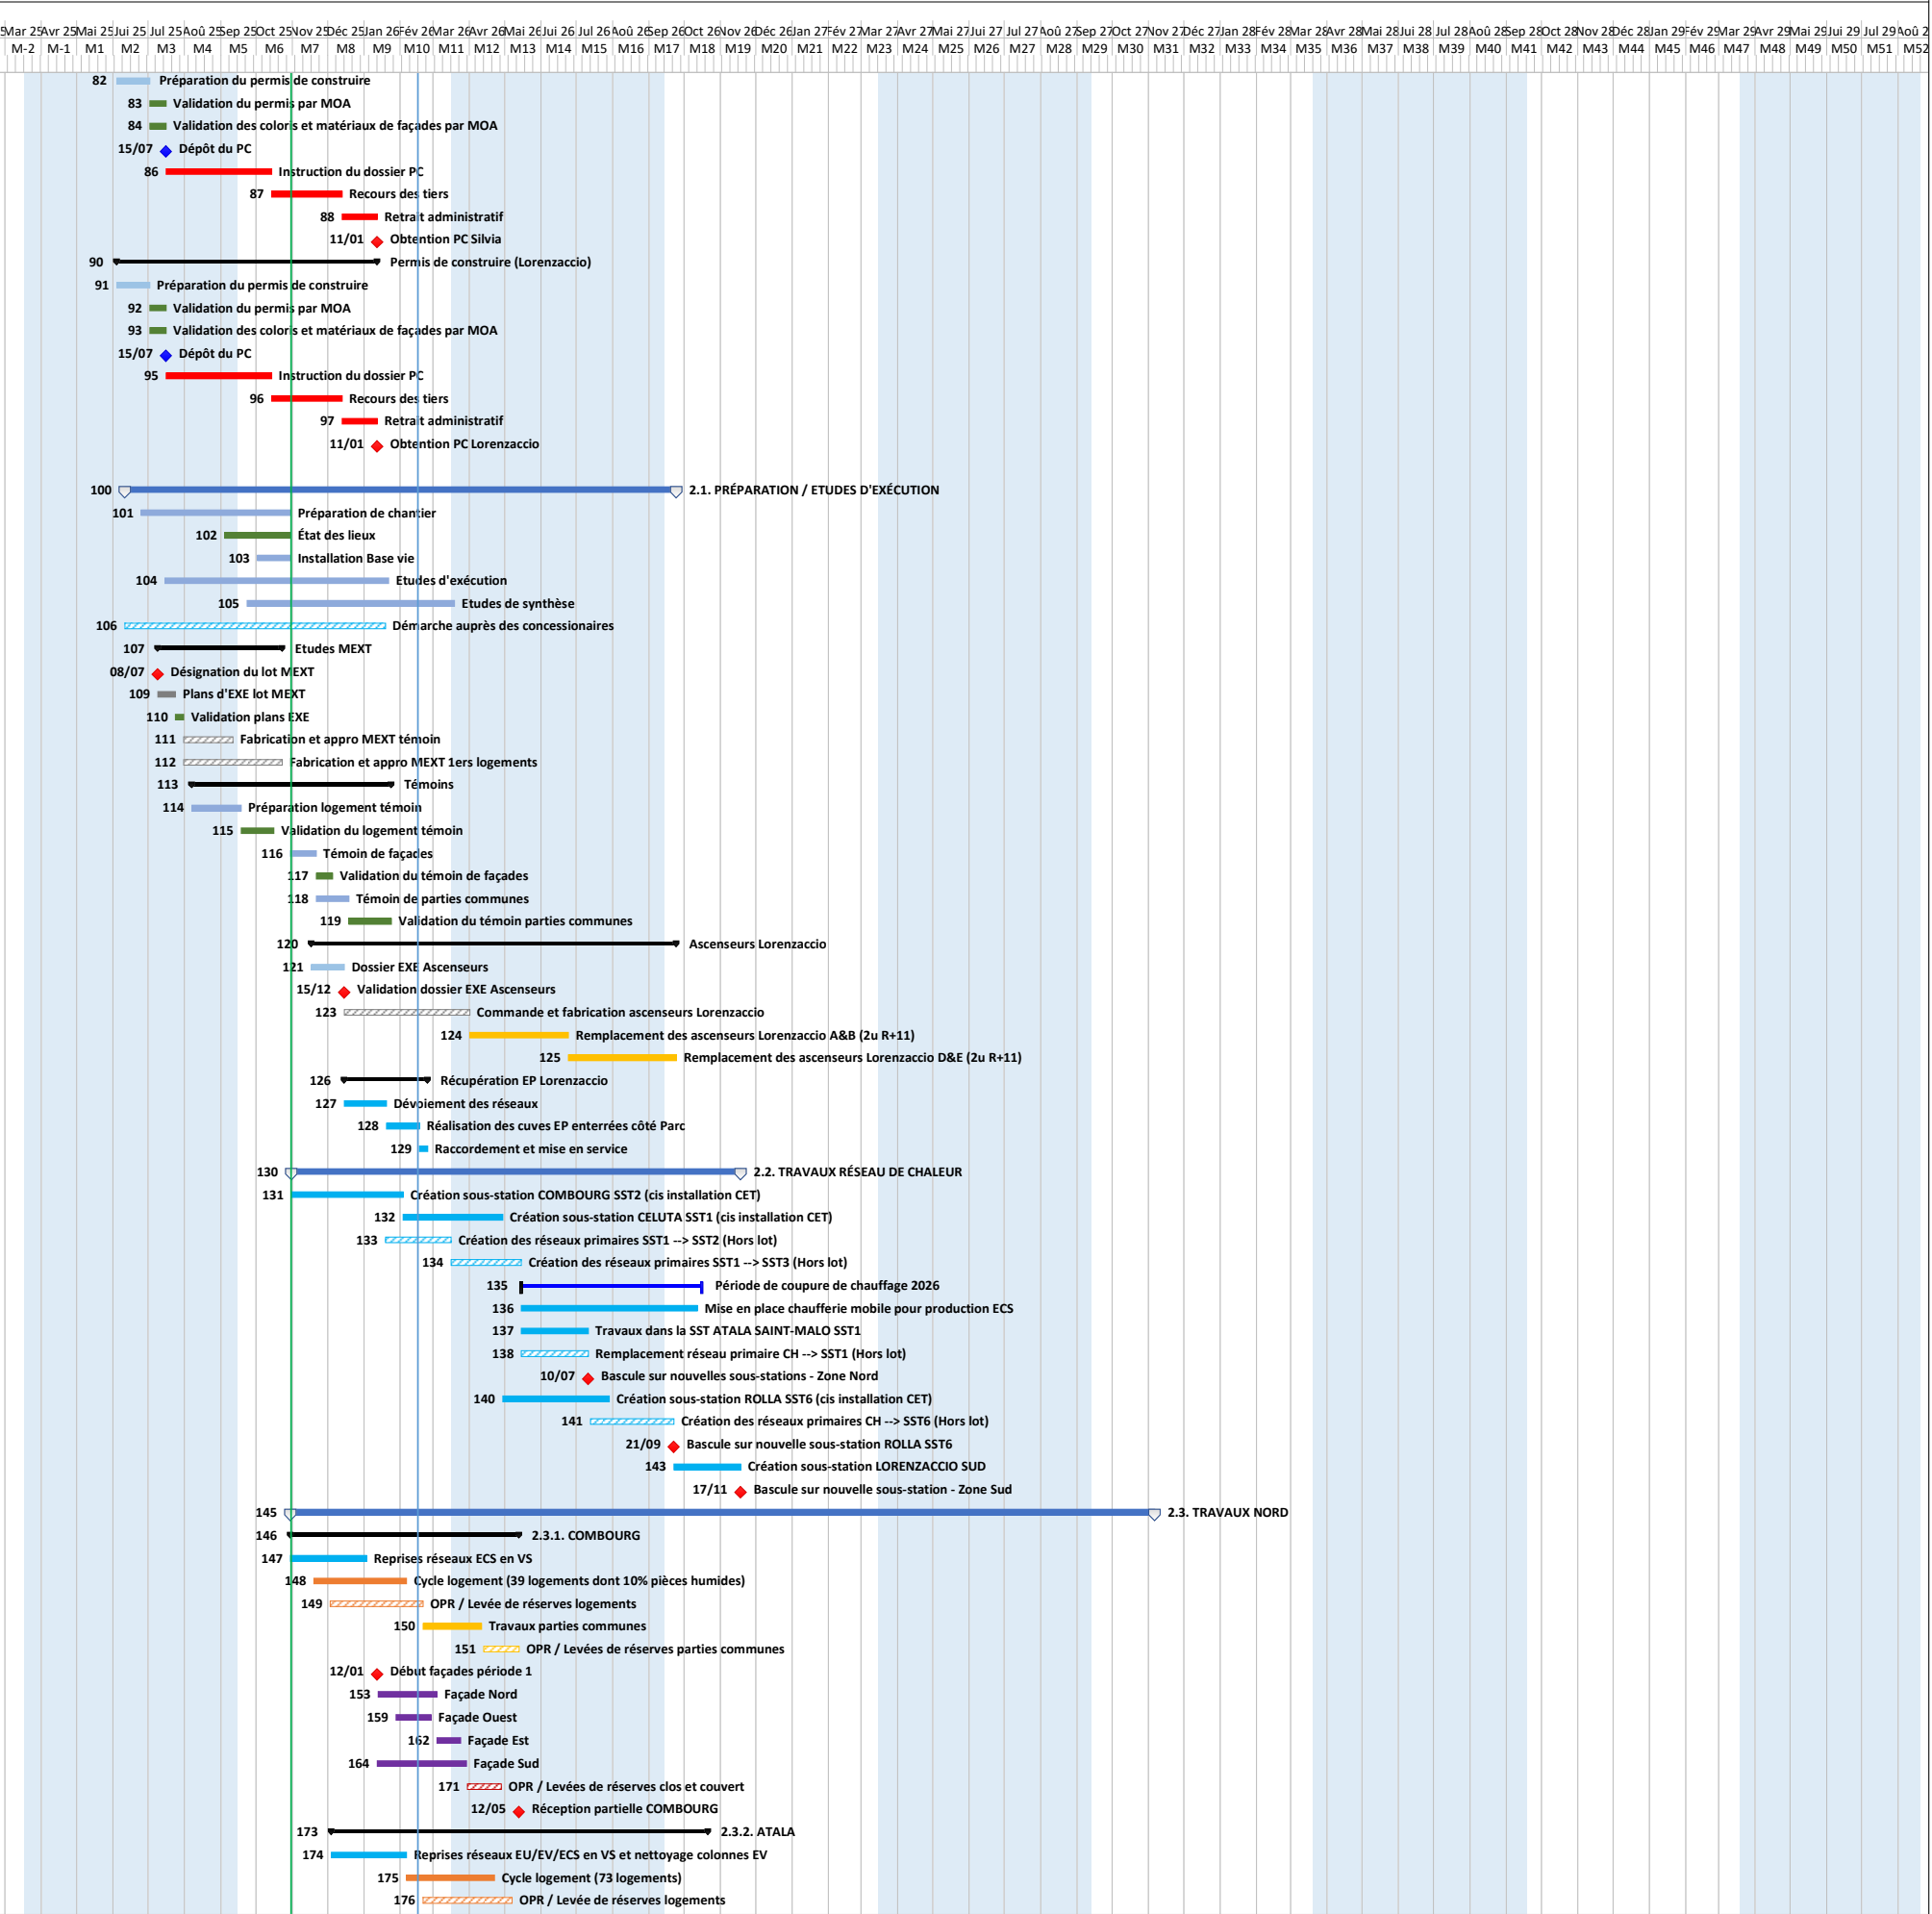 Mar 25 Avr 25 Mai 25 Jui 25 Jul 25 Aoû 25 Sep 25 Oct 25 Nov 25 Déc 25 Jan 26 Fév 26 Mar 26 Avr 26 Mai 26 Jui 26 Jul 26 Aoû 26 Sep 26 Oct 26 Nov 26 Déc 26 Jan 27 Fév 27 Mar 27 Avr 27 Mai 27 Jui 27 Jul 27 Aoû 27 Sep 27 Oct 27 Nov 27 Déc 27 Jan 28 Fév 28 Mar 28 Avr 28 Mai 28 Jui 28 Jul 28 Aoû 28 Sep 28 Oct 28 Nov 28 Déc 28 Jan 29 Fév 29 Mar 29 Avr 29 Mai 29 Jui 29 Jul 29 Aoû 2
M-2 M-1 M1 M2 M3 M4 M5 M6 M7 M8 M9 M10 M11 M12 M13 M14 M15 M16 M17 M18 M19 M20 M21 M22 M23 M24 M25 M26 M27 M28 M29 M30 M31 M32 M33 M34 M35 M36 M37 M38 M39 M40 M41 M42 M43 M44 M45 M46 M47 M48 M49 M50 M51 M52
82 Préparation du permis de construire
83 Validation du permis par MOA
84 Validation des coloris et matériaux de façades par MOA
15/07 Dépôt du PC
86 Instruction du dossier PC
87 Recours des tiers
88 Retrait administratif
11/01 Obtention PC Silvia
90 Permis de construire (Lorenzaccio)
91 Préparation du permis de construire
92 Validation du permis par MOA
93 Validation des coloris et matériaux de façades par MOA
15/07 Dépôt du PC
95 Instruction du dossier PC
96 Recours des tiers
97 Retrait administratif
11/01 Obtention PC Lorenzaccio
100 2.1. PRÉPARATION / ETUDES D'EXÉCUTION
101 Préparation de chantier
102 État des lieux
103 Installation Base vie
104 Etudes d'exécution
105 Etudes de synthèse
106 Démarche auprès des concessionaires
107 Etudes MEXT
08/07 Désignation du lot MEXT
109 Plans d'EXE lot MEXT
110 Validation plans EXE
111 Fabrication et appro MEXT témoin
112 Fabrication et appro MEXT 1ers logements
113 Témoins
114 Préparation logement témoin
115 Validation du logement témoin
116 Témoin de façades
117 Validation du témoin de façades
118 Témoin de parties communes
119 Validation du témoin parties communes
120 Ascenseurs Lorenzaccio
121 Dossier EXE Ascenseurs
15/12 Validation dossier EXE Ascenseurs
123 Commande et fabrication ascenseurs Lorenzaccio
124 Remplacement des ascenseurs Lorenzaccio A&B (2u R+11)
125 Remplacement des ascenseurs Lorenzaccio D&E (2u R+11)
126 Récupération EP Lorenzaccio
127 Dévoiement des réseaux
128 Réalisation des cuves EP enterrées côté Parc
129 Raccordement et mise en service
130 2.2. TRAVAUX RÉSEAU DE CHALEUR
131 Création sous-station COMBOURG SST2 (cis installation CET)
132 Création sous-station CELUTA SST1 (cis installation CET)
133 Création des réseaux primaires SST1 --> SST2 (Hors lot)
134 Création des réseaux primaires SST1 --> SST3 (Hors lot)
135 Période de coupure de chauffage 2026
136 Mise en place chaufferie mobile pour production ECS
137 Travaux dans la SST ATALA SAINT-MALO SST1
138 Remplacement réseau primaire CH --> SST1 (Hors lot)
10/07 Bascule sur nouvelles sous-stations - Zone Nord
140 Création sous-station ROLLA SST6 (cis installation CET)
141 Création des réseaux primaires CH --> SST6 (Hors lot)
21/09 Bascule sur nouvelle sous-station ROLLA SST6
143 Création sous-station LORENZACCIO SUD
17/11 Bascule sur nouvelle sous-station - Zone Sud
145 2.3. TRAVAUX NORD
146 2.3.1. COMBOURG
147 Reprises réseaux ECS en VS
148 Cycle logement (39 logements dont 10% pièces humides)
149 OPR / Levée de réserves logements
150 Travaux parties communes
151 OPR / Levées de réserves parties communes
12/01 Début façades période 1
153 Façade Nord
159 Façade Ouest
162 Façade Est
164 Façade Sud
171 OPR / Levées de réserves clos et couvert
12/05 Réception partielle COMBOURG
173 2.3.2. ATALA
174 Reprises réseaux EU/EV/ECS en VS et nettoyage colonnes EV
175 Cycle logement (73 logements)
176 OPR / Levée de réserves logements